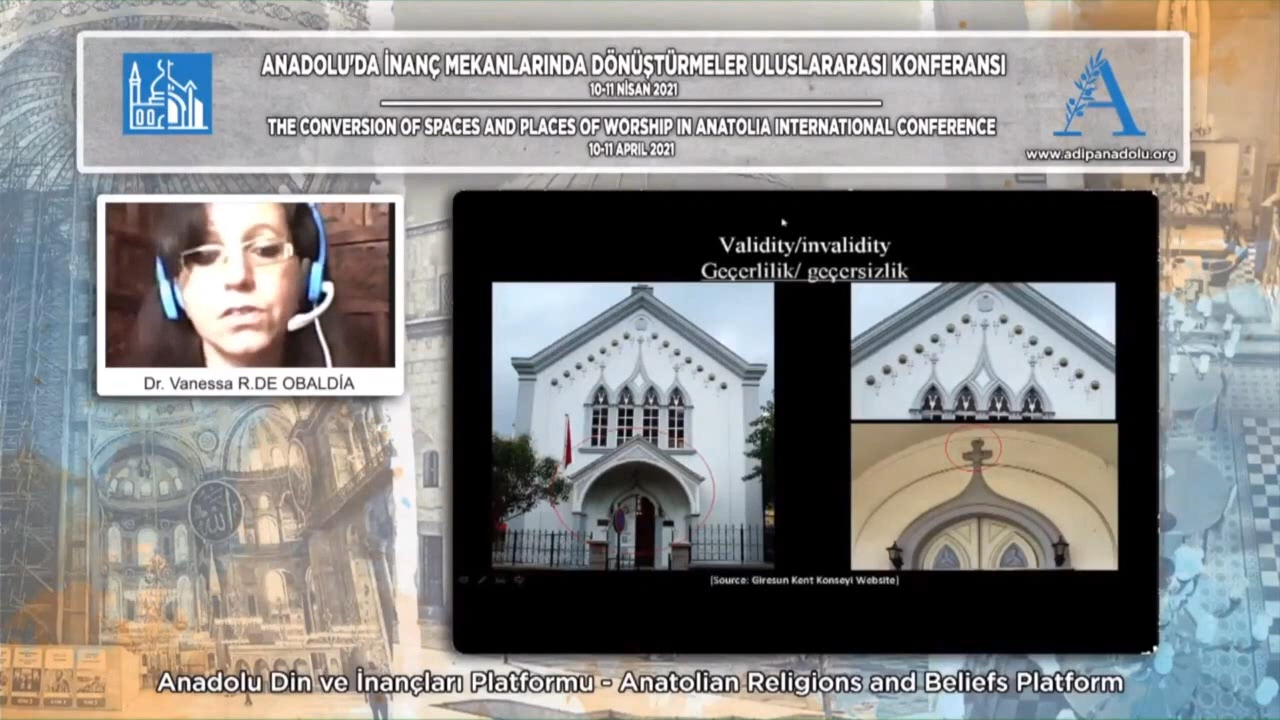 ANADOLU'DA İNANÇ MEKANLARINDA DÖNÜŞTÜRMELER ULUSLARARASI KONFERANSI
10-11 NİSAN 2021
THE CONVERSION OF SPACES AND PLACES OF WORSHIP IN ANATOLIA INTERNATIONAL CONFERENCE
10-11 APRIL 2021
www.adipanadolu.org
Validity/invalidity
Geçerlilik/ geçersizlik
Dr. Vanessa R.DE OBALDÍA
[Source: Giresun Kent Konseyi Website]
Anadolu Din ve İnançları Platformu - Anatolian Religions and Beliefs Platform